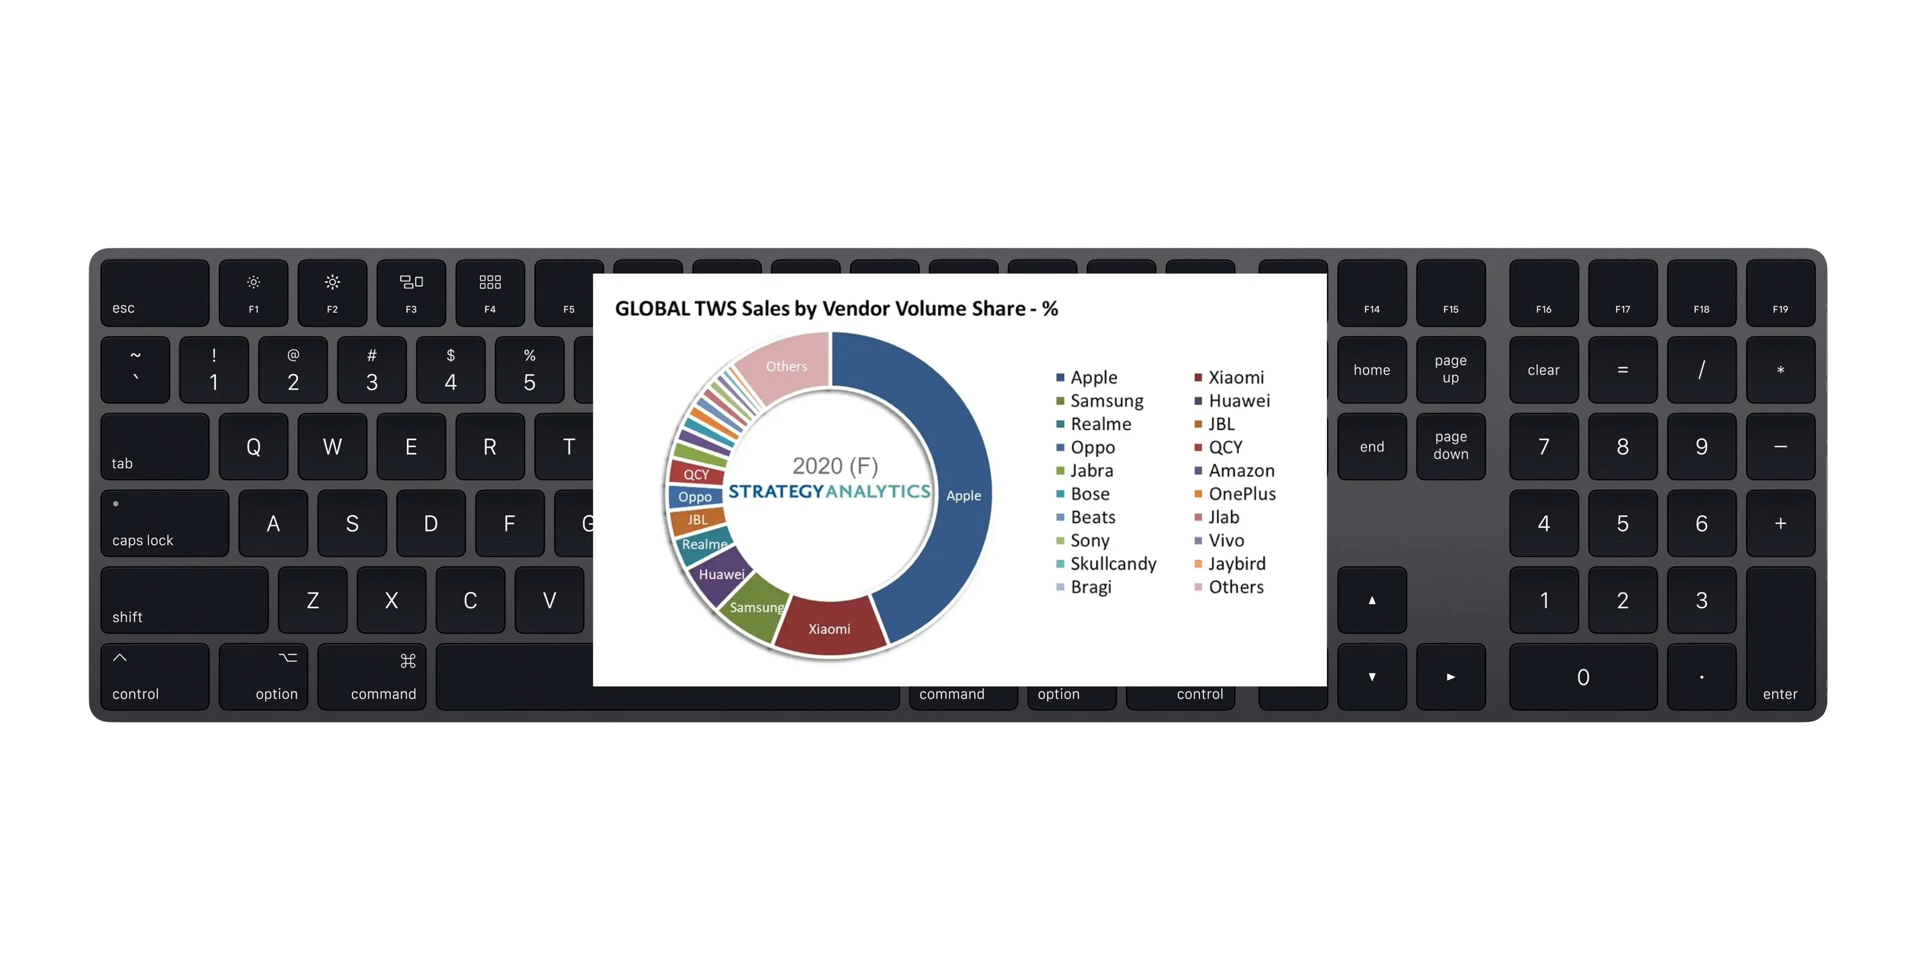 esc F1 F2 F3 F4 F5 F14 F15 F16 F17 F18 F19
GLOBAL TWS Sales by Vendor Volume Share - %
~ ! @ # $ %
` 1 2 3 4 5
home page up clear = / *
tab Q W E R T
end page down 7 8 9 −
caps lock A S D F G
4 5 6 +
shift Z X C V
▲ 1 2 3
control option command
command option control
▼ ► 0 . enter
Others
QCY
Oppo
JBL
Realme
Huawei
Samsung
Xiaomi
Apple
2020 (F)
STRATEGYANALYTICS
Apple Xiaomi
Samsung Huawei
Realme JBL
Oppo QCY
Jabra Amazon
Bose OnePlus
Beats Jlab
Sony Vivo
Skullcandy Jaybird
Bragi Others